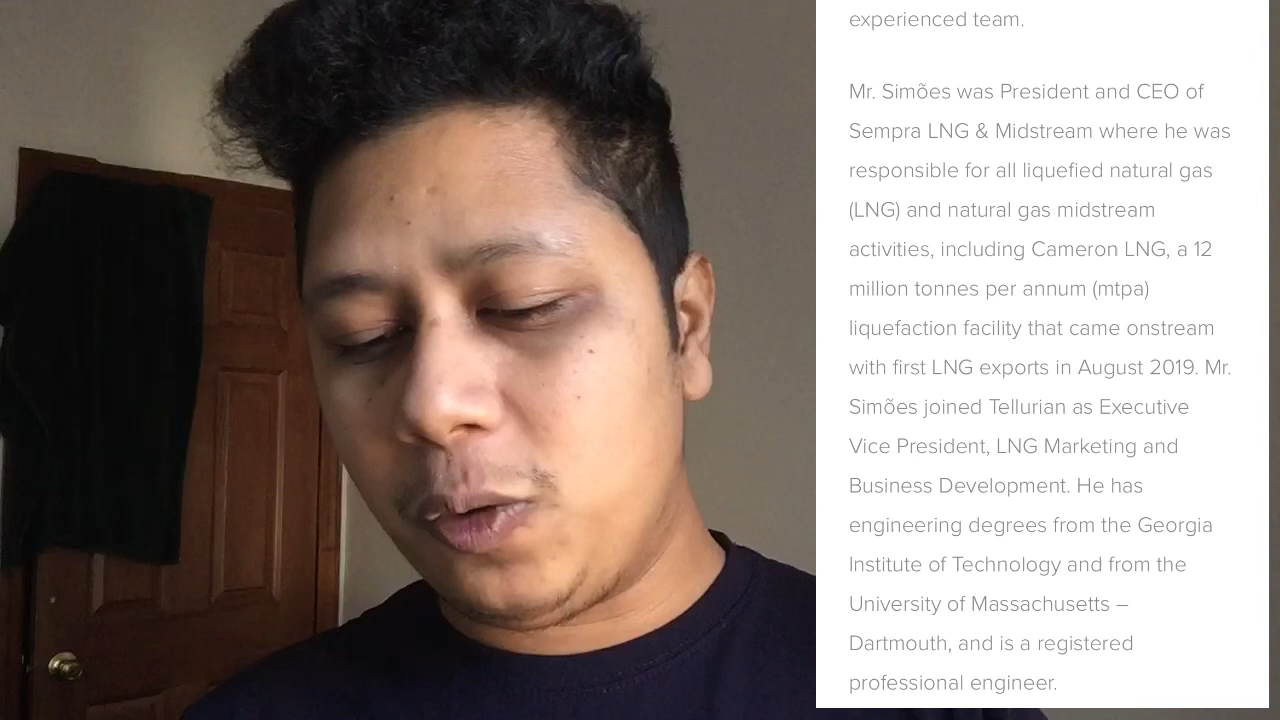 experienced team.
Mr. Simões was President and CEO of
Sempra LNG & Midstream where he was
responsible for all liquefied natural gas
(LNG) and natural gas midstream
activities, including Cameron LNG, a 12
million tonnes per annum (mtpa)
liquefaction facility that came onstream
with first LNG exports in August 2019. Mr.
Simões joined Tellurian as Executive
Vice President, LNG Marketing and
Business Development. He has
engineering degrees from the Georgia
Institute of Technology and from the
University of Massachusetts –
Dartmouth, and is a registered
professional engineer.